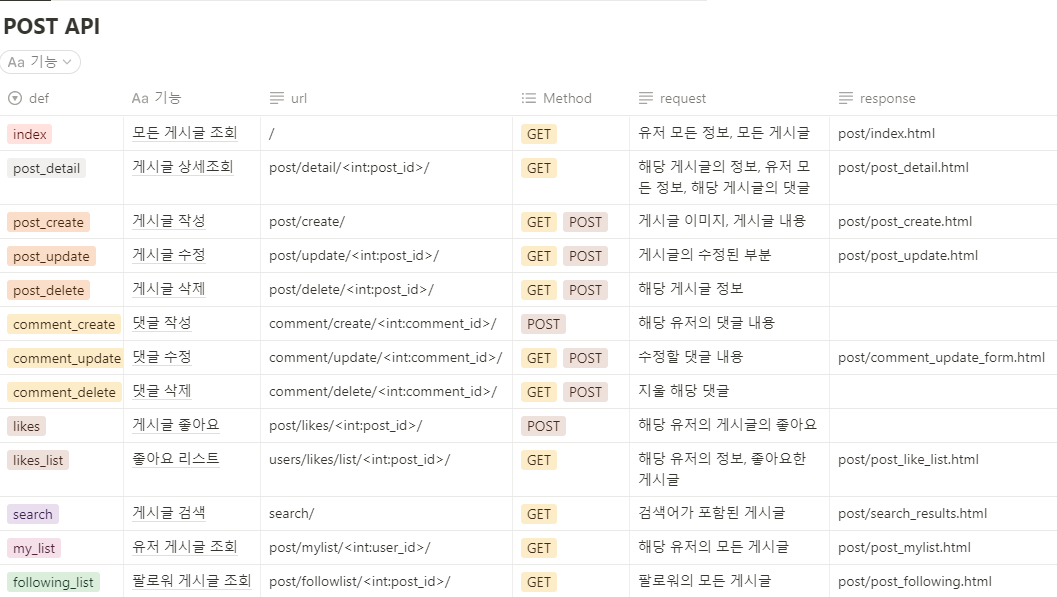 POST API
Aa 기능
def Aa 기능 url Method request response
index 모든 게시글 조회 / GET 유저 모든 정보, 모든 게시글 post/index.html
post_detail 게시글 상세조회 post/detail/<int:post_id>/ GET 해당 게시글의 정보, 유저 모
든 정보, 해당 게시글의 댓글 post/post_detail.html
post_create 게시글 작성 post/create/ GET POST 게시글 이미지, 게시글 내용 post/post_create.html
post_update 게시글 수정 post/update/<int:post_id>/ GET POST 게시글의 수정된 부분 post/post_update.html
post_delete 게시글 삭제 post/delete/<int:post_id>/ GET POST 해당 게시글 정보
comment_create 댓글 작성 comment/create/<int:comment_id>/ POST 해당 유저의 댓글 내용
comment_update 댓글 수정 comment/update/<int:comment_id>/ GET POST 수정할 댓글 내용 post/comment_update_form.html
comment_delete 댓글 삭제 comment/delete/<int:comment_id>/ GET POST 지울 해당 댓글
likes 게시글 좋아요 post/likes/<int:post_id>/ POST 해당 유저의 게시글의 좋아요
likes_list 좋아요 리스트 users/likes/list/<int:post_id>/ GET 해당 유저의 정보, 좋아요한
게시글 post/post_like_list.html
search 게시글 검색 search/ GET 검색어가 포함된 게시글 post/search_results.html
my_list 유저 게시글 조회 post/mylist/<int:user_id>/ GET 해당 유저의 모든 게시글 post/post_mylist.html
following_list 팔로워 게시글 조회 post/followlist/<int:post_id>/ GET 팔로워의 모든 게시글 post/post_following.html